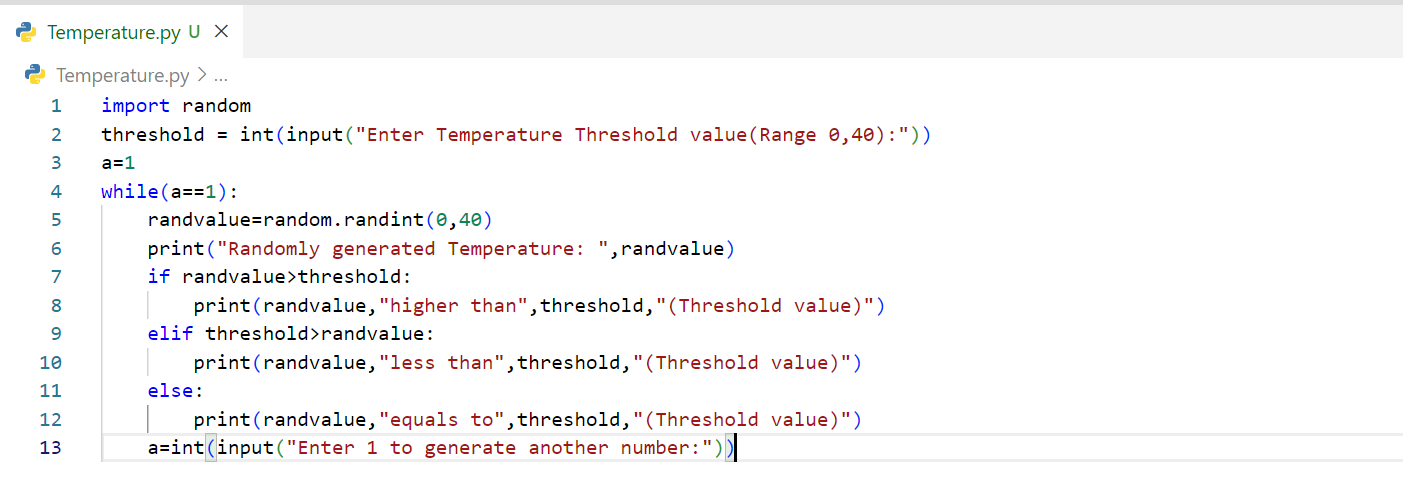 Temperature.py U ×
Temperature.py > ...
1 import random
2 threshold = int(input("Enter Temperature Threshold value(Range 0,40):"))
3 a=1
4 while(a==1):
5     randvalue=random.randint(0,40)
6     print("Randomly generated Temperature: ",randvalue)
7     if randvalue>threshold:
8         print(randvalue,"higher than",threshold,"(Threshold value)")
9     elif threshold>randvalue:
10         print(randvalue,"less than",threshold,"(Threshold value)")
11     else:
12         print(randvalue,"equals to",threshold,"(Threshold value)")
13     a=int(input("Enter 1 to generate another number:"))